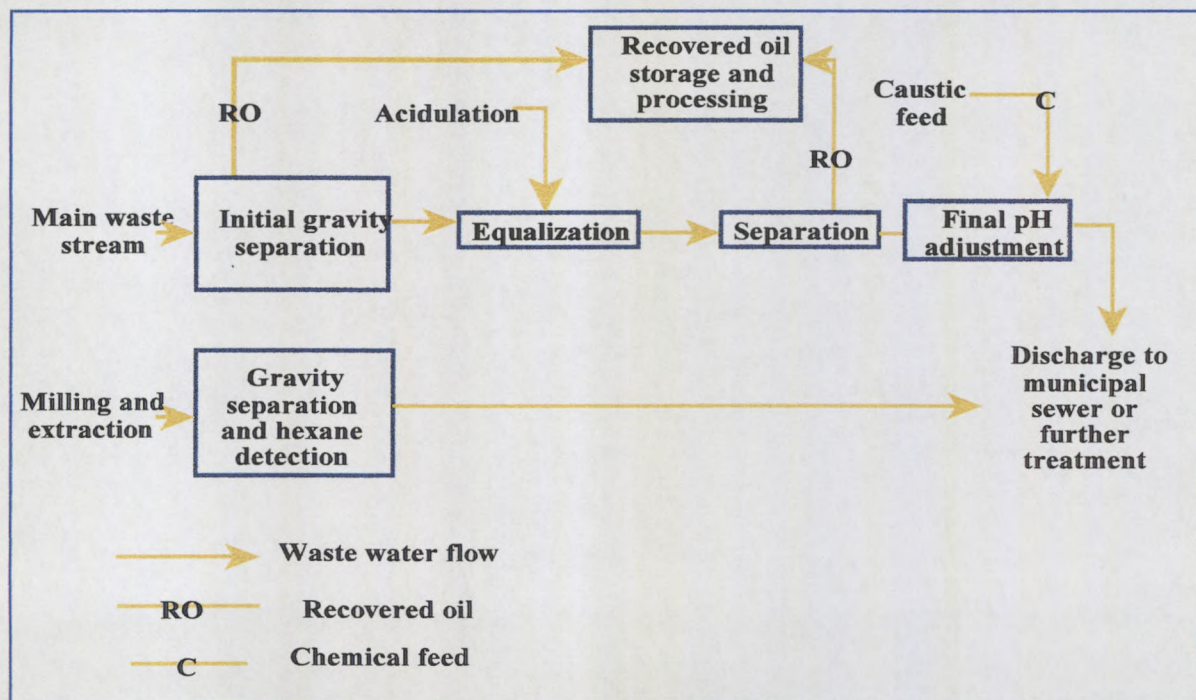 Recovered oil
storage and
processing
RO
Acidulation
Caustic
feed
C
RO
Main waste
stream
Initial gravity
separation
Equalization
Separation
Final pH
adjustment
Milling and
extraction
Gravity
separation
and hexane
detection
Discharge to
municipal
sewer or
further
treatment
Waste water flow
RO
Recovered oil
C
Chemical feed